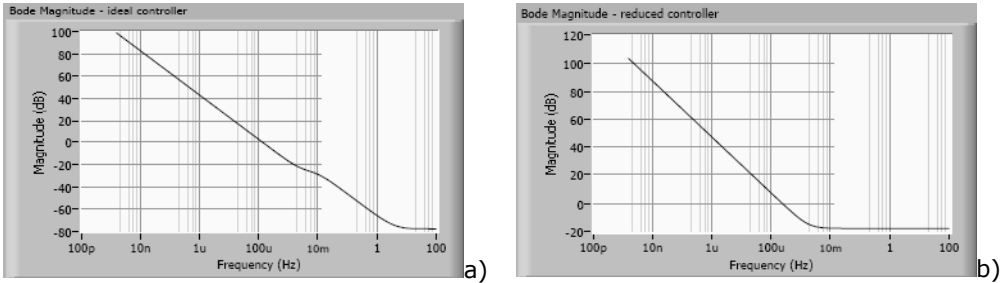 Bode Magnitude - ideal controller
Magnitude (dB)
100
80
60
40
20
0
-20
-40
-60
-80
100p 10n 1u 100u 10m 1 100
Frequency (Hz)
a)
Bode Magnitude - reduced controller
Magnitude (dB)
120
100
80
60
40
20
0
-20
100p 10n 1u 100u 10m 1 100
Frequency (Hz)
b)